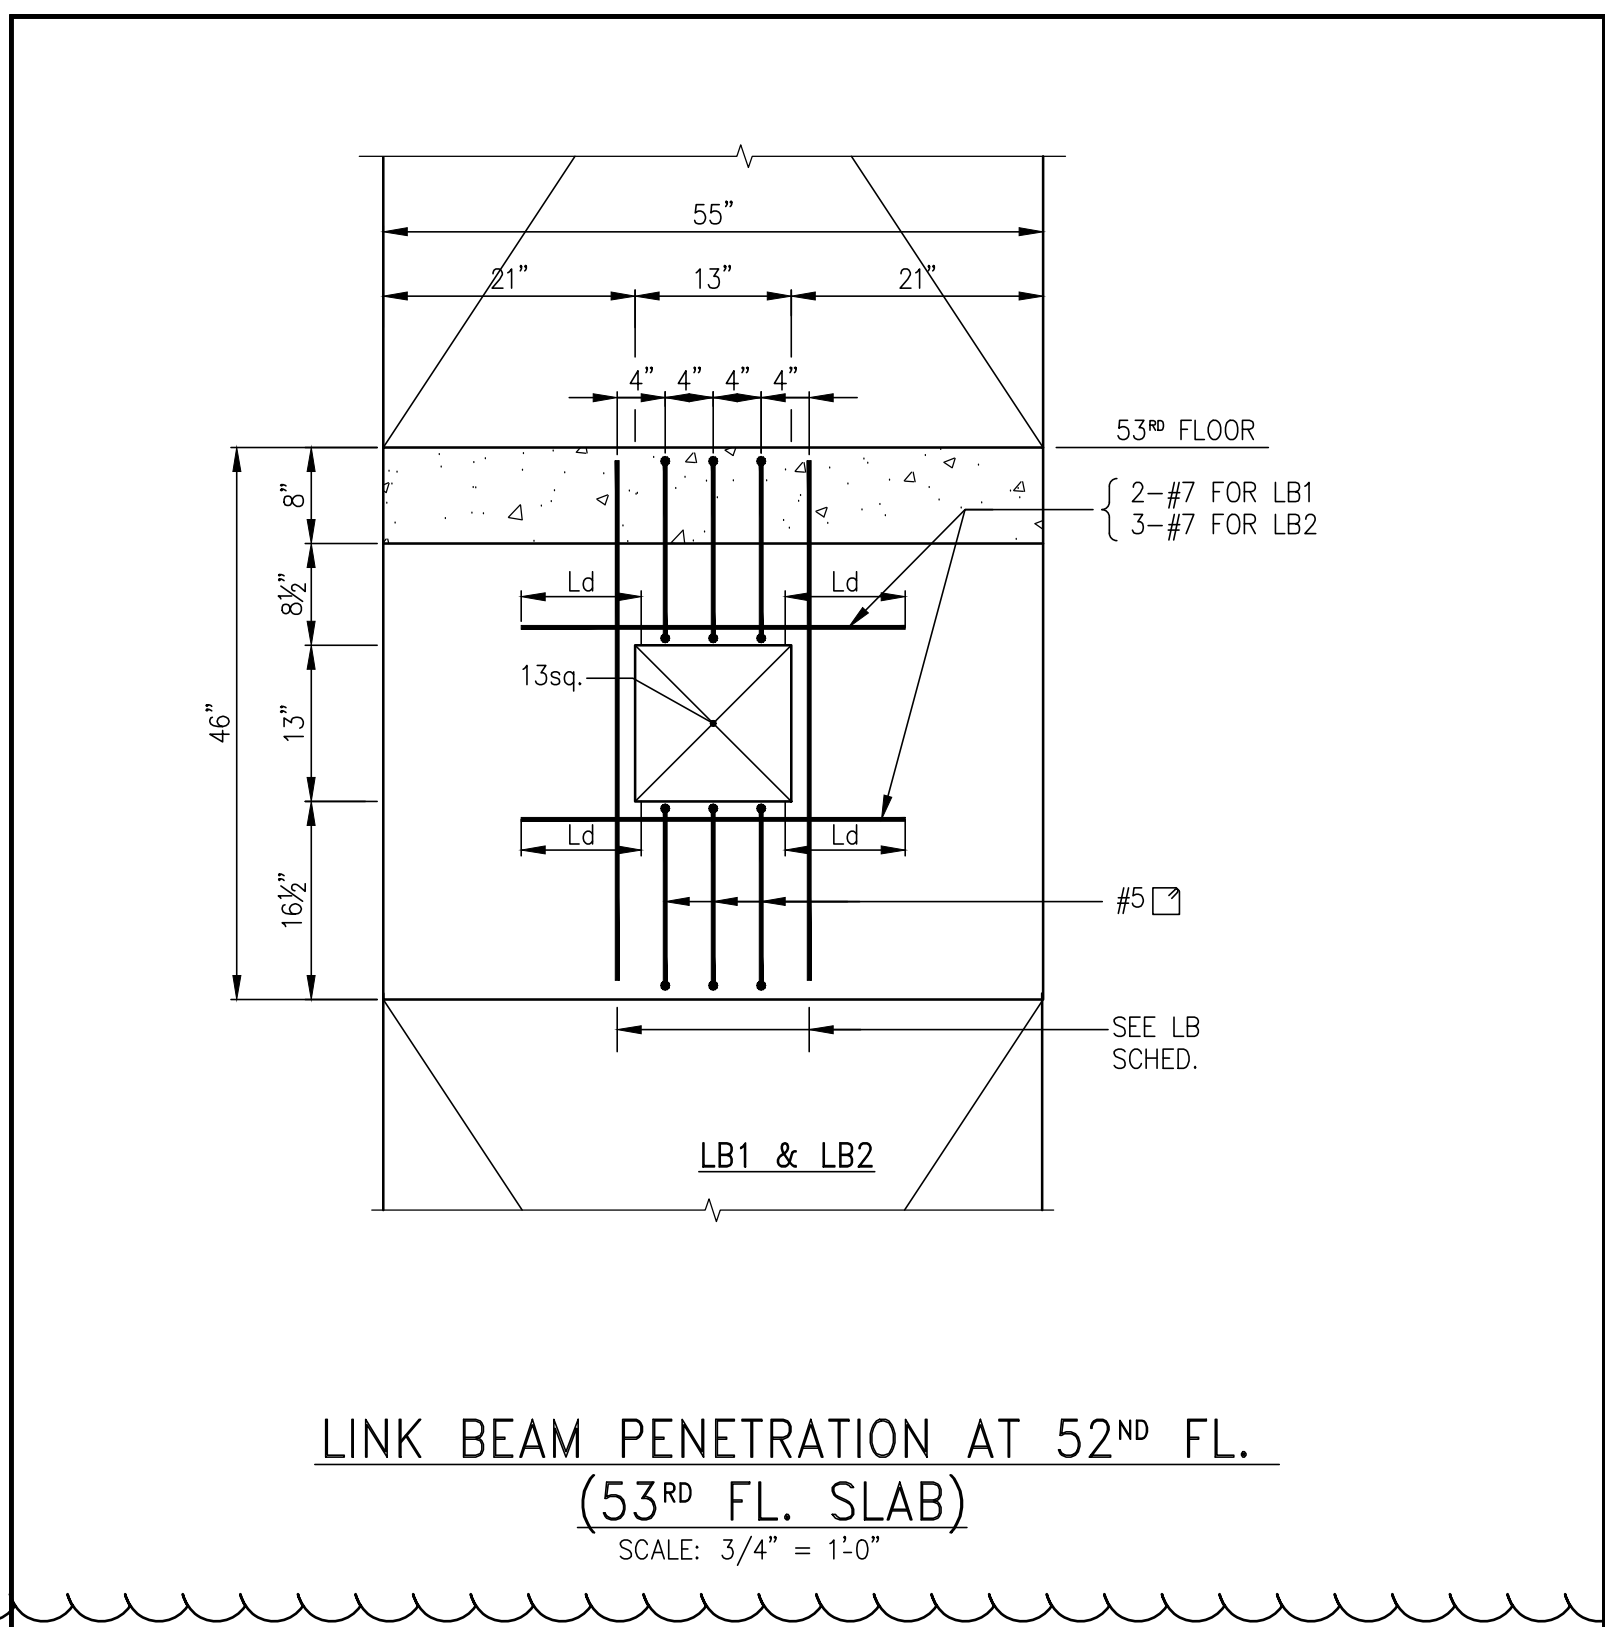 55”
21” 13” 21”
4” 4” 4” 4”
53RD FLOOR
8”
2-#7 FOR LB1
3-#7 FOR LB2
8½”
Ld Ld
13sq.
46”
13”
Ld Ld
16½”
#5
SEE LB
SCHED.
LB1 & LB2
LINK BEAM PENETRATION AT 52ND FL.
(53RD FL. SLAB)
SCALE: 3/4” = 1'-0”